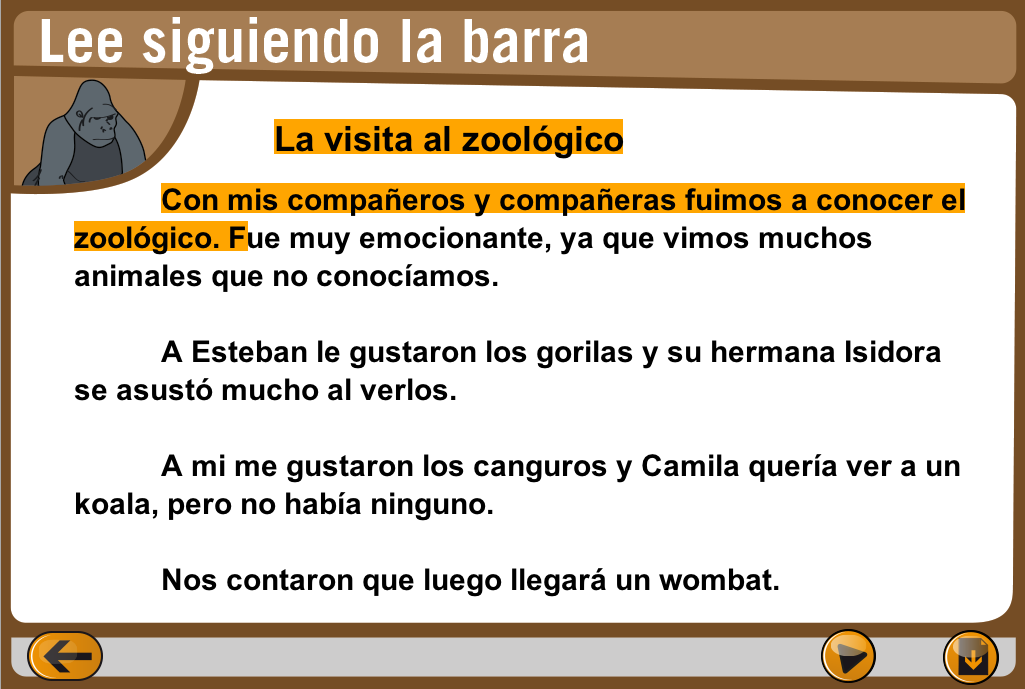 Lee siguiendo la barra
La visita al zoológico
Con mis compañeros y compañeras fuimos a conocer el
zoológico. Fue muy emocionante, ya que vimos muchos
animales que no conocíamos.
A Esteban le gustaron los gorilas y su hermana Isidora
se asustó mucho al verlos.
A mi me gustaron los canguros y Camila quería ver a un
koala, pero no había ninguno.
Nos contaron que luego llegará un wombat.